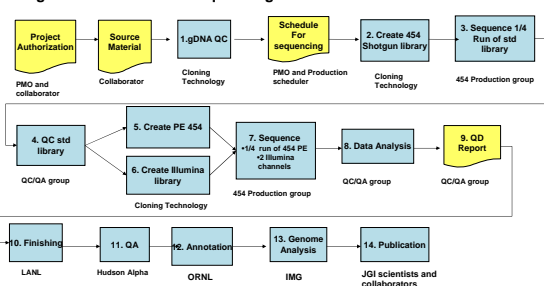 Project
Authorization
Source
Material
1.gDNA QC
Schedule
For
sequencing
2. Create 454
Shotgun library
3. Sequence 1/4
Run of std
library
PMO and
collaborator
Collaborator
Cloning
Technology
PMO and Production
scheduler
Cloning
Technology
454 Production group
4. QC std
library
5. Create PE 454
6. Create Illumina
library
7. Sequence
•1/4 run of 454 PE
•2 Illumina
channels
8. Data Analysis
9. QD
Report
QC/QA group
Cloning Technology
454 Production group
QC/QA group
QC/QA group
10. Finishing
11. QA
12. Annotation
13. Genome
Analysis
14. Publication
LANL
Hudson Alpha
ORNL
IMG
JGI scientists and
collaborators